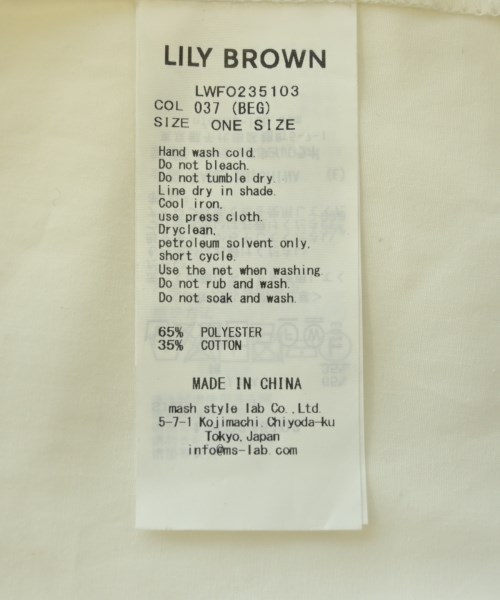 LILY BROWN
LWFO235103
COL 037 (BEG)
SIZE ONE SIZE
Hand wash cold.
Do not bleach.
Do not tumble dry.
Line dry in shade.
Cool iron,
use press cloth.
Dryclean,
petroleum solvent only,
short cycle.
Use the net when washing.
Do not rub and wash.
Do not soak and wash.
65% POLYESTER
35% COTTON
MADE IN CHINA
mash style lab Co.,Ltd.
5-7-1 Kojimachi,Chiyoda-ku
Tokyo,Japan
info@ms-lab.com